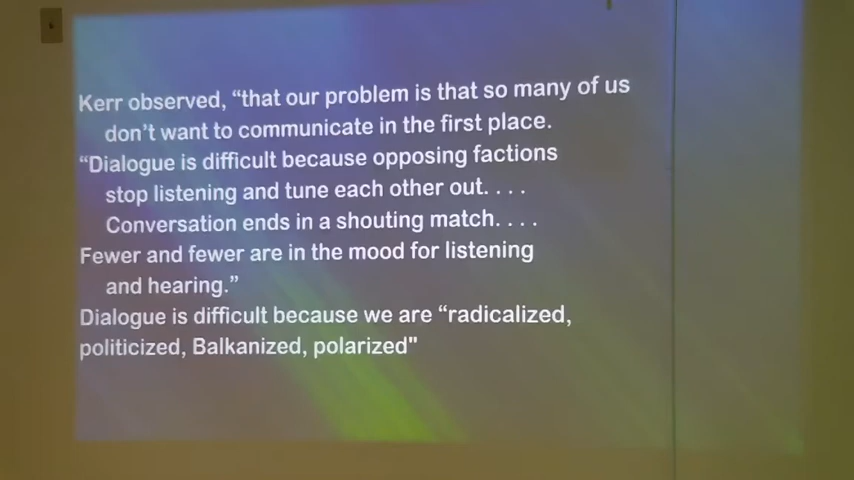 Kerr observed, “that our problem is that so many of us
don’t want to communicate in the first place.
“Dialogue is difficult because opposing factions
stop listening and tune each other out. . . .
Conversation ends in a shouting match. . . .
Fewer and fewer are in the mood for listening
and hearing.”
Dialogue is difficult because we are “radicalized,
politicized, Balkanized, polarized"